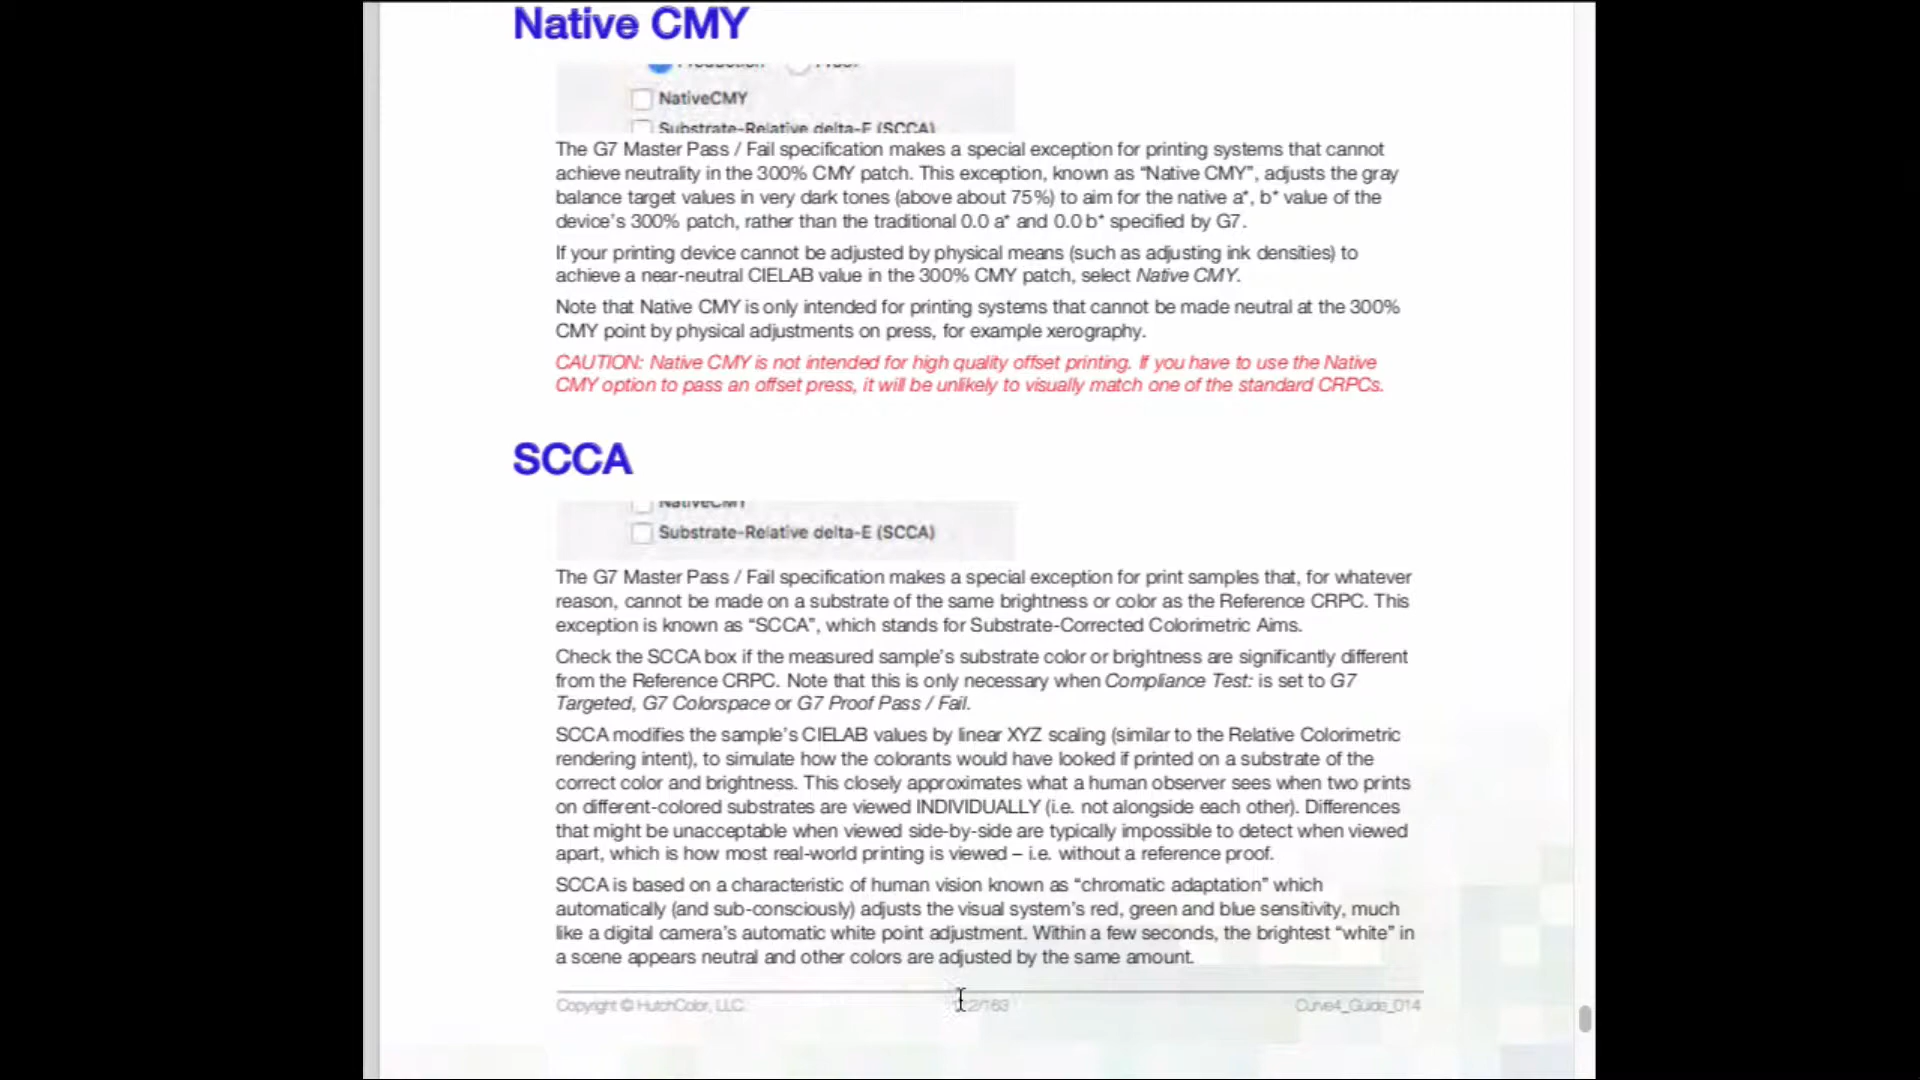 Native CMY
Production Proof
NativeCMY
Substrate-Relative delta-E (SCCA)
The G7 Master Pass / Fail specification makes a special exception for printing systems that cannot
achieve neutrality in the 300% CMY patch. This exception, known as “Native CMY”, adjusts the gray
balance target values in very dark tones (above about 75%) to aim for the native a*, b* value of the
device’s 300% patch, rather than the traditional 0.0 a* and 0.0 b* specified by G7.
If your printing device cannot be adjusted by physical means (such as adjusting ink densities) to
achieve a near-neutral CIELAB value in the 300% CMY patch, select Native CMY.
Note that Native CMY is only intended for printing systems that cannot be made neutral at the 300%
CMY point by physical adjustments on press, for example xerography.
CAUTION: Native CMY is not intended for high quality offset printing. If you have to use the Native
CMY option to pass an offset press, it will be unlikely to visually match one of the standard CRPCs.
SCCA
NativeCMY
Substrate-Relative delta-E (SCCA)
The G7 Master Pass / Fail specification makes a special exception for print samples that, for whatever
reason, cannot be made on a substrate of the same brightness or color as the Reference CRPC. This
exception is known as “SCCA”, which stands for Substrate-Corrected Colorimetric Aims.
Check the SCCA box if the measured sample’s substrate color or brightness are significantly different
from the Reference CRPC. Note that this is only necessary when Compliance Test: is set to G7
Targeted, G7 Colorspace or G7 Proof Pass / Fail.
SCCA modifies the sample’s CIELAB values by linear XYZ scaling (similar to the Relative Colorimetric
rendering intent), to simulate how the colorants would have looked if printed on a substrate of the
correct color and brightness. This closely approximates what a human observer sees when two prints
on different-colored substrates are viewed INDIVIDUALLY (i.e. not alongside each other). Differences
that might be unacceptable when viewed side-by-side are typically impossible to detect when viewed
apart, which is how most real-world printing is viewed – i.e. without a reference proof.
SCCA is based on a characteristic of human vision known as “chromatic adaptation” which
automatically (and sub-consciously) adjusts the visual system’s red, green and blue sensitivity, much
like a digital camera’s automatic white point adjustment. Within a few seconds, the brightest “white” in
a scene appears neutral and other colors are adjusted by the same amount.
Copyright © HutchColor, LLC. Curve4_Guide_014